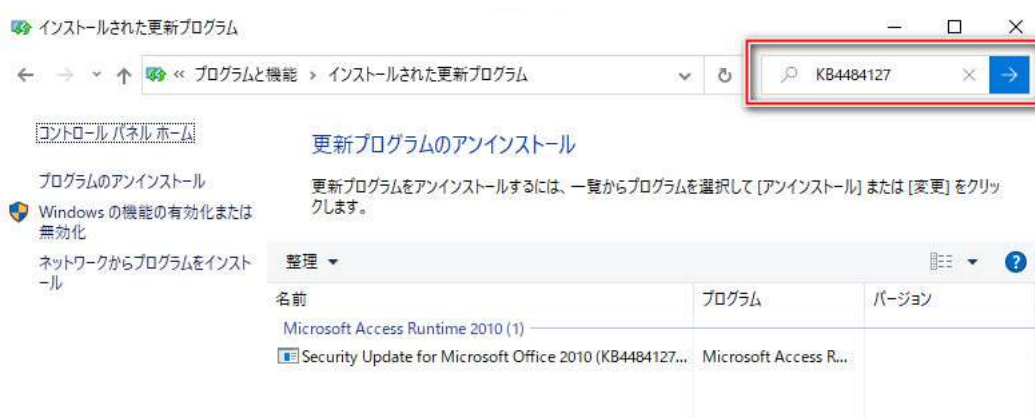 インストールされた更新プログラム
« プログラムと機能 › インストールされた更新プログラム
KB4484127
コントロール パネル ホーム
プログラムのアンインストール
Windows の機能の有効化または
無効化
ネットワークからプログラムをインスト
ール
更新プログラムのアンインストール
更新プログラムをアンインストールするには、一覧からプログラムを選択して [アンインストール] または [変更] をクリッ
クします。
整理
名前 プログラム バージョン
Microsoft Access Runtime 2010 (1)
Security Update for Microsoft Office 2010 (KB4484127... Microsoft Access R...